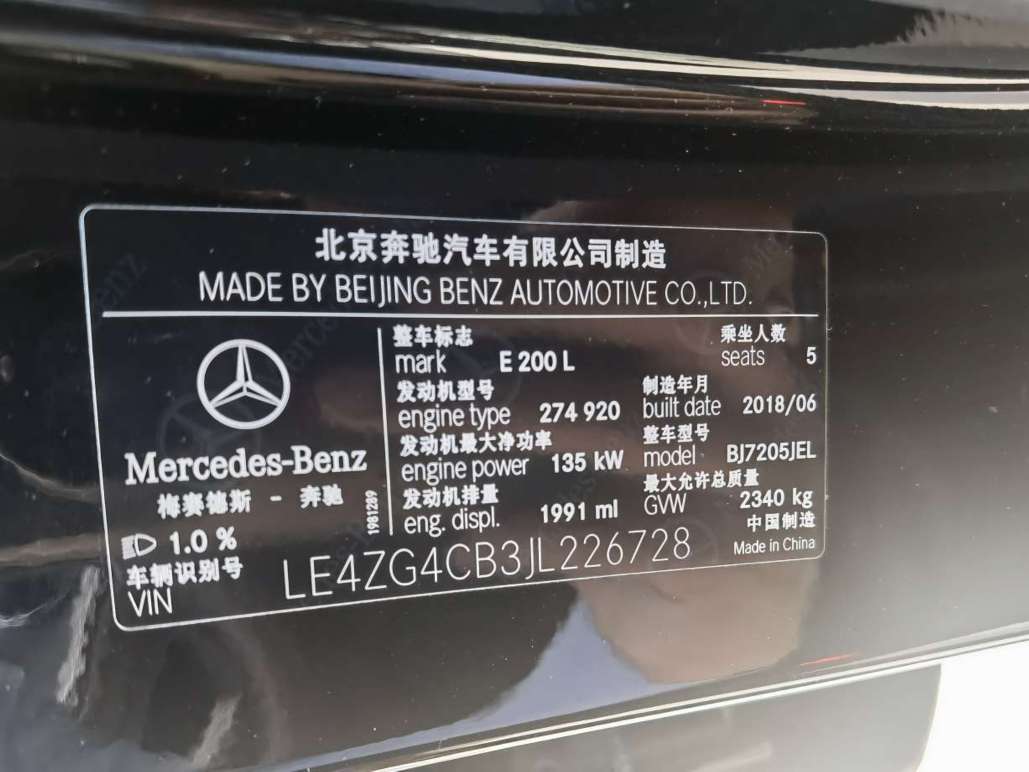 北京奔驰汽车有限公司制造
MADE BY BEIJING BENZ AUTOMOTIVE CO.,LTD.
Mercedes-Benz
梅赛德斯 - 奔驰
1.0 %
1981289
整车标志
mark E 200 L
乘坐人数
seats 5
发动机型号
engine type 274 920
制造年月
built date 2018/06
发动机最大净功率
engine power 135 kW
整车型号
model BJ7205JEL
发动机排量
eng. displ. 1991 ml
最大允许总质量
GVW 2340 kg
中国制造
Made in China
车辆识别号
VIN LE4ZG4CB3JL226728